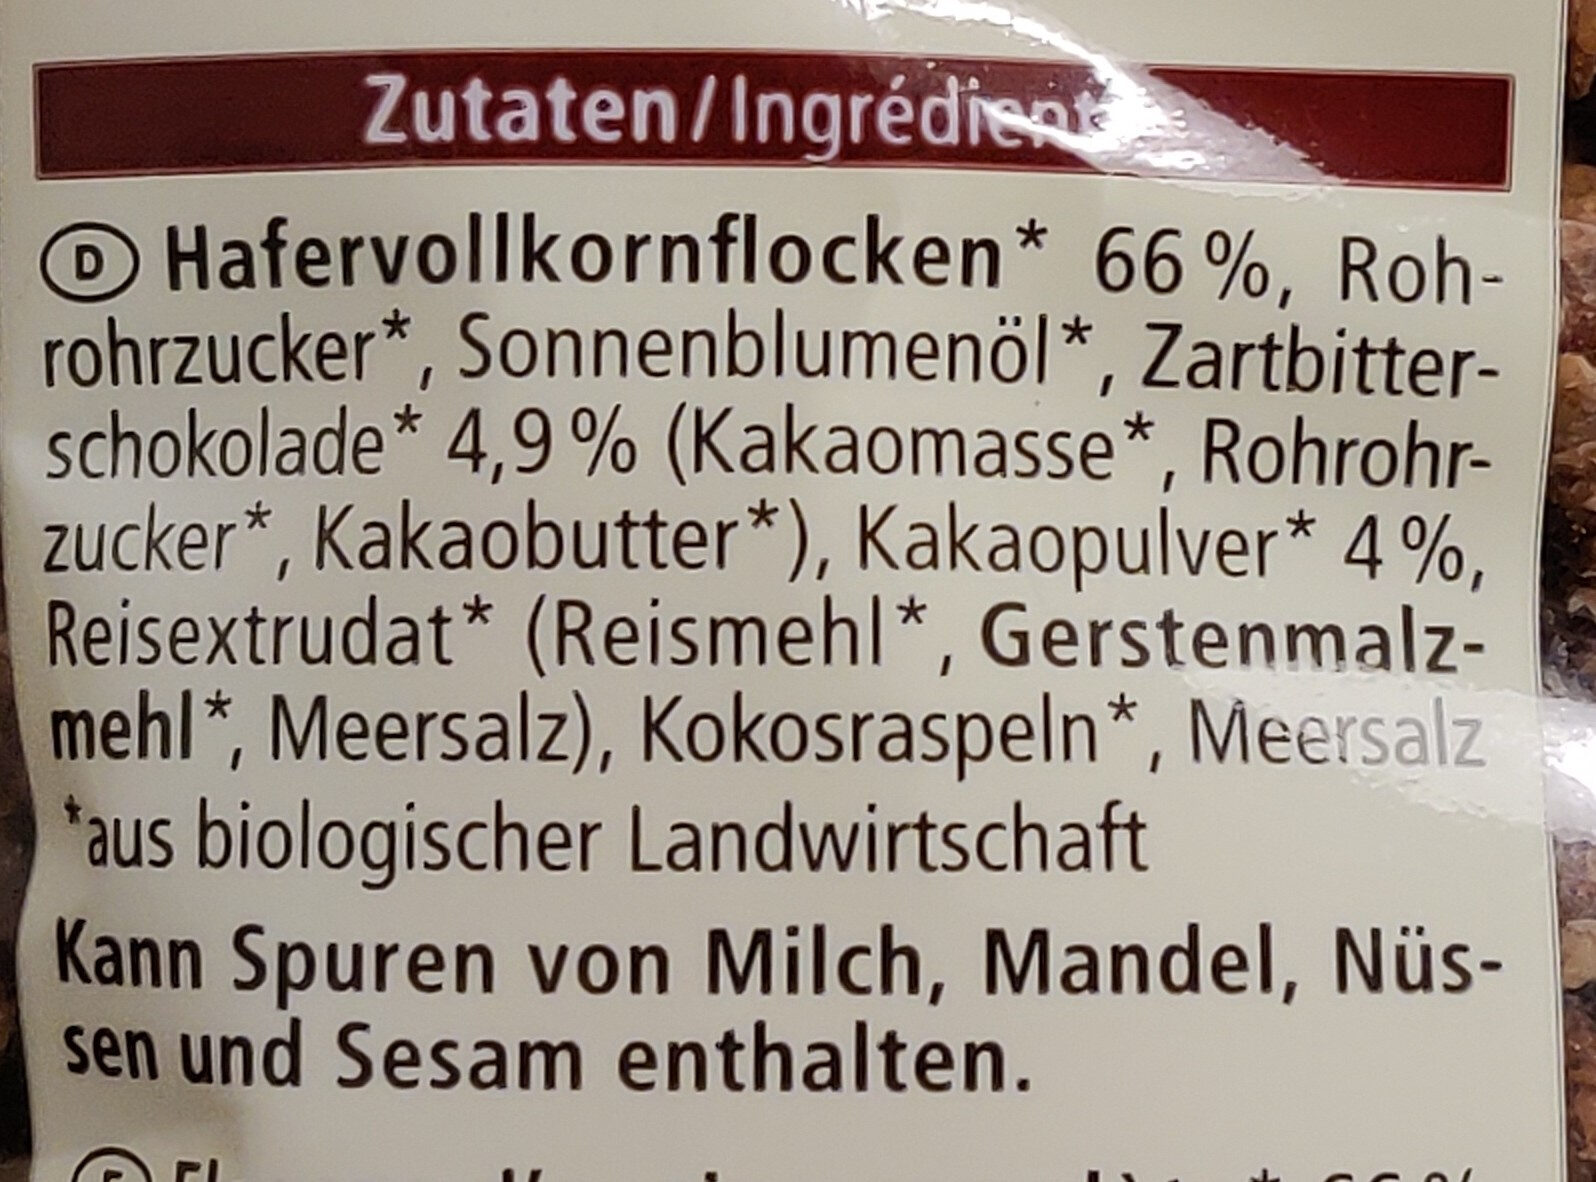 Zutaten/Ingrédients
D Hafervollkornflocken* 66 %, Roh-
rohrzucker*, Sonnenblumenöl*, Zartbitter-
schokolade* 4,9 % (Kakaomasse*, Rohrohr-
zucker*, Kakaobutter*), Kakaopulver* 4 %,
Reisextrudat* (Reismehl*, Gerstenmalz-
mehl*, Meersalz), Kokosraspeln*, Meersalz
*aus biologischer Landwirtschaft
Kann Spuren von Milch, Mandel, Nüs-
sen und Sesam enthalten.